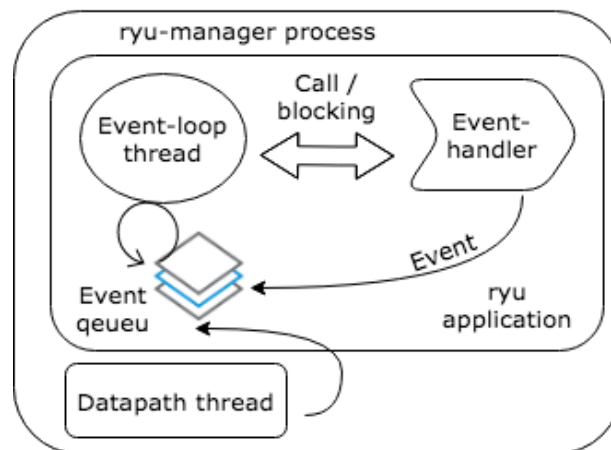 ryu-manager process
Call /
blocking
Event-loop
thread
Event-
handler
Event
Event
qeueu
ryu
application
Datapath thread